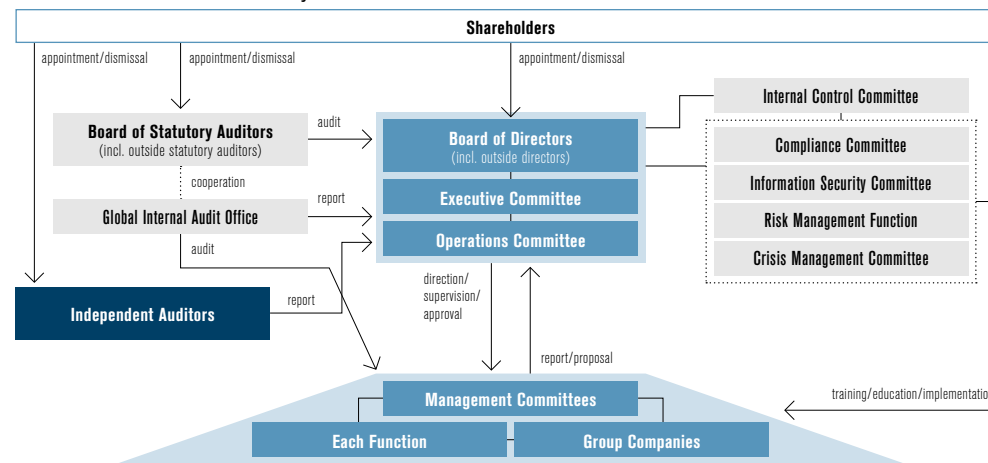 Shareholders
appointment/dismissal
appointment/dismissal
appointment/dismissal
Internal Control Committee
Board of Statutory Auditors
(incl. outside statutory auditors)
audit
Board of Directors
(incl. outside directors)
Compliance Committee
cooperation
Information Security Committee
Executive Committee
report
Global Internal Audit Office
Risk Management Function
Operations Committee
audit
Crisis Management Committee
direction/
supervision/
approval
report
Independent Auditors
report/proposal
Management Committees
training/education/implementatio
Each Function
Group Companies